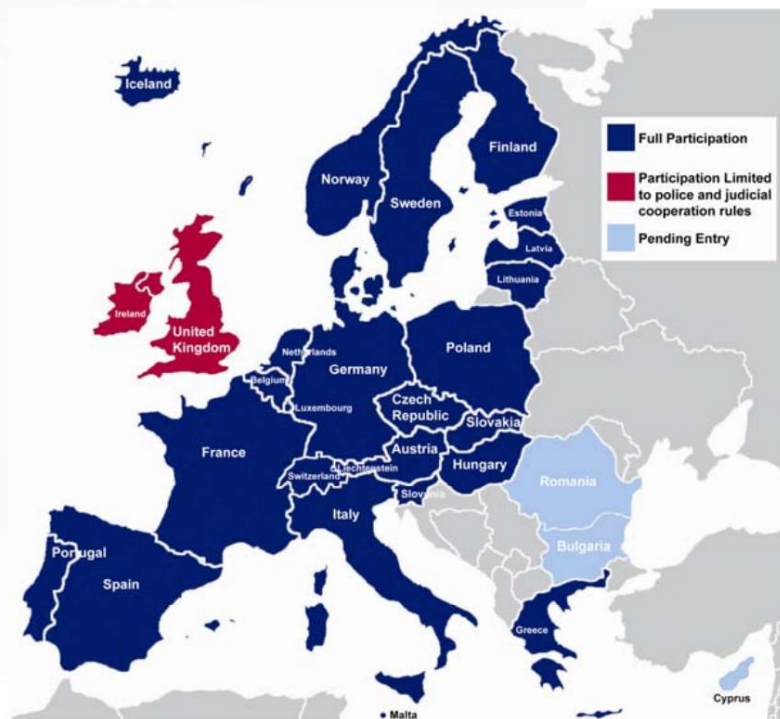 Iceland
Full Participation
Finland
Participation Limited
to police and judicial
cooperation rules
Norway
Sweden
Estonia
Pending Entry
Latvia
Lithuania
Ireland
United
Kingdom
Netherlands
Poland
Germany
Belgium
Czech
Republic
Luxembourg
Slovakia
Austria
France
Liechtenstein
Hungary
Switzerland
Romania
Slovenia
Italy
Bulgaria
Portugal
Spain
Greece
Cyprus
Malta